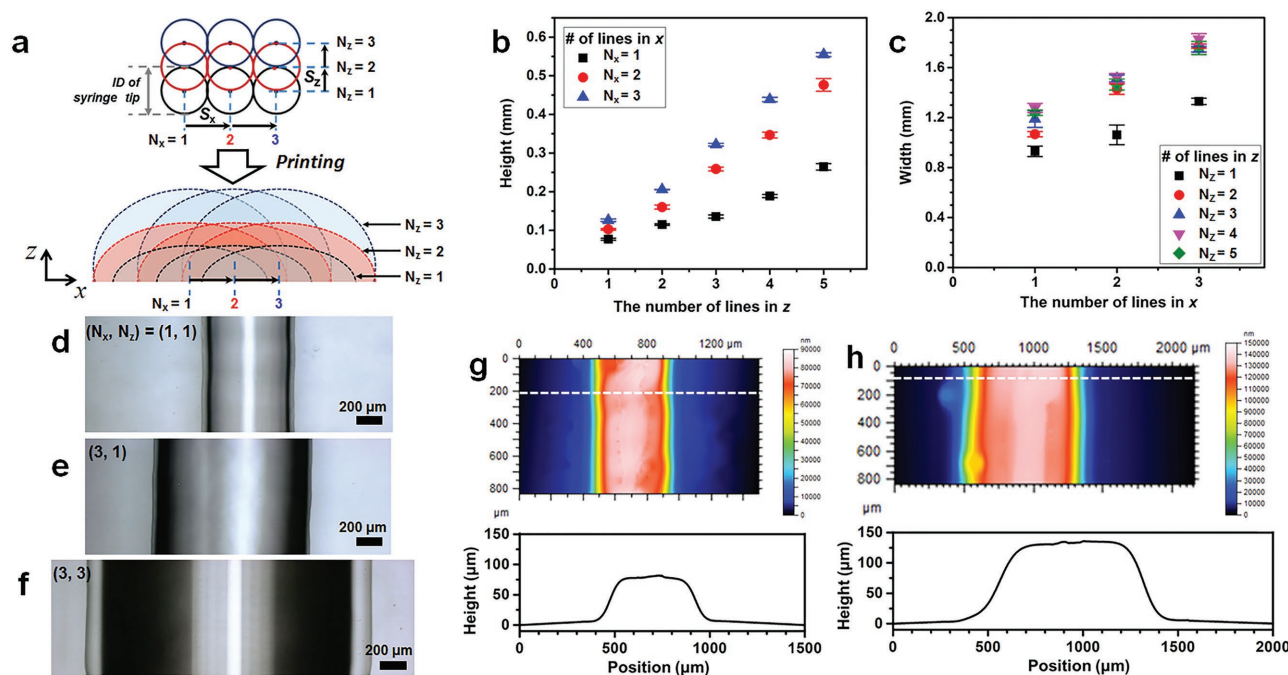 a
N_z = 3
N_z = 2
N_z = 1
S_z
ID of
syringe tip
S_x
N_x = 1 2 3
Printing
N_z = 3
N_z = 2
N_z = 1
z
x
N_x = 1 2 3
b
# of lines in x
N_x = 1
N_x = 2
N_x = 3
Height (mm)
0.6
0.5
0.4
0.3
0.2
0.1
0.0
0 1 2 3 4 5
The number of lines in z
c
Width (mm)
2.0
1.6
1.2
0.8
0.4
0.0
# of lines in z
N_Z = 1
N_Z = 2
N_Z = 3
N_Z = 4
N_Z = 5
0 1 2 3
The number of lines in x
d
(N_x, N_z) = (1, 1)
200 µm
e
(3, 1)
200 µm
f
(3, 3)
200 µm
g
0 400 800 1200 µm
0
200
400
600
800
µm
nm
90000
80000
70000
60000
50000
40000
30000
20000
10000
0
Height (µm)
150
100
50
0
0 500 1000 1500
Position (µm)
h
0 500 1000 1500 2000 µm
0
200
400
600
800
µm
nm
150000
140000
130000
120000
110000
100000
90000
80000
70000
60000
50000
40000
30000
20000
10000
0
Height (µm)
150
100
50
0
0 500 1000 1500 2000
Position (µm)